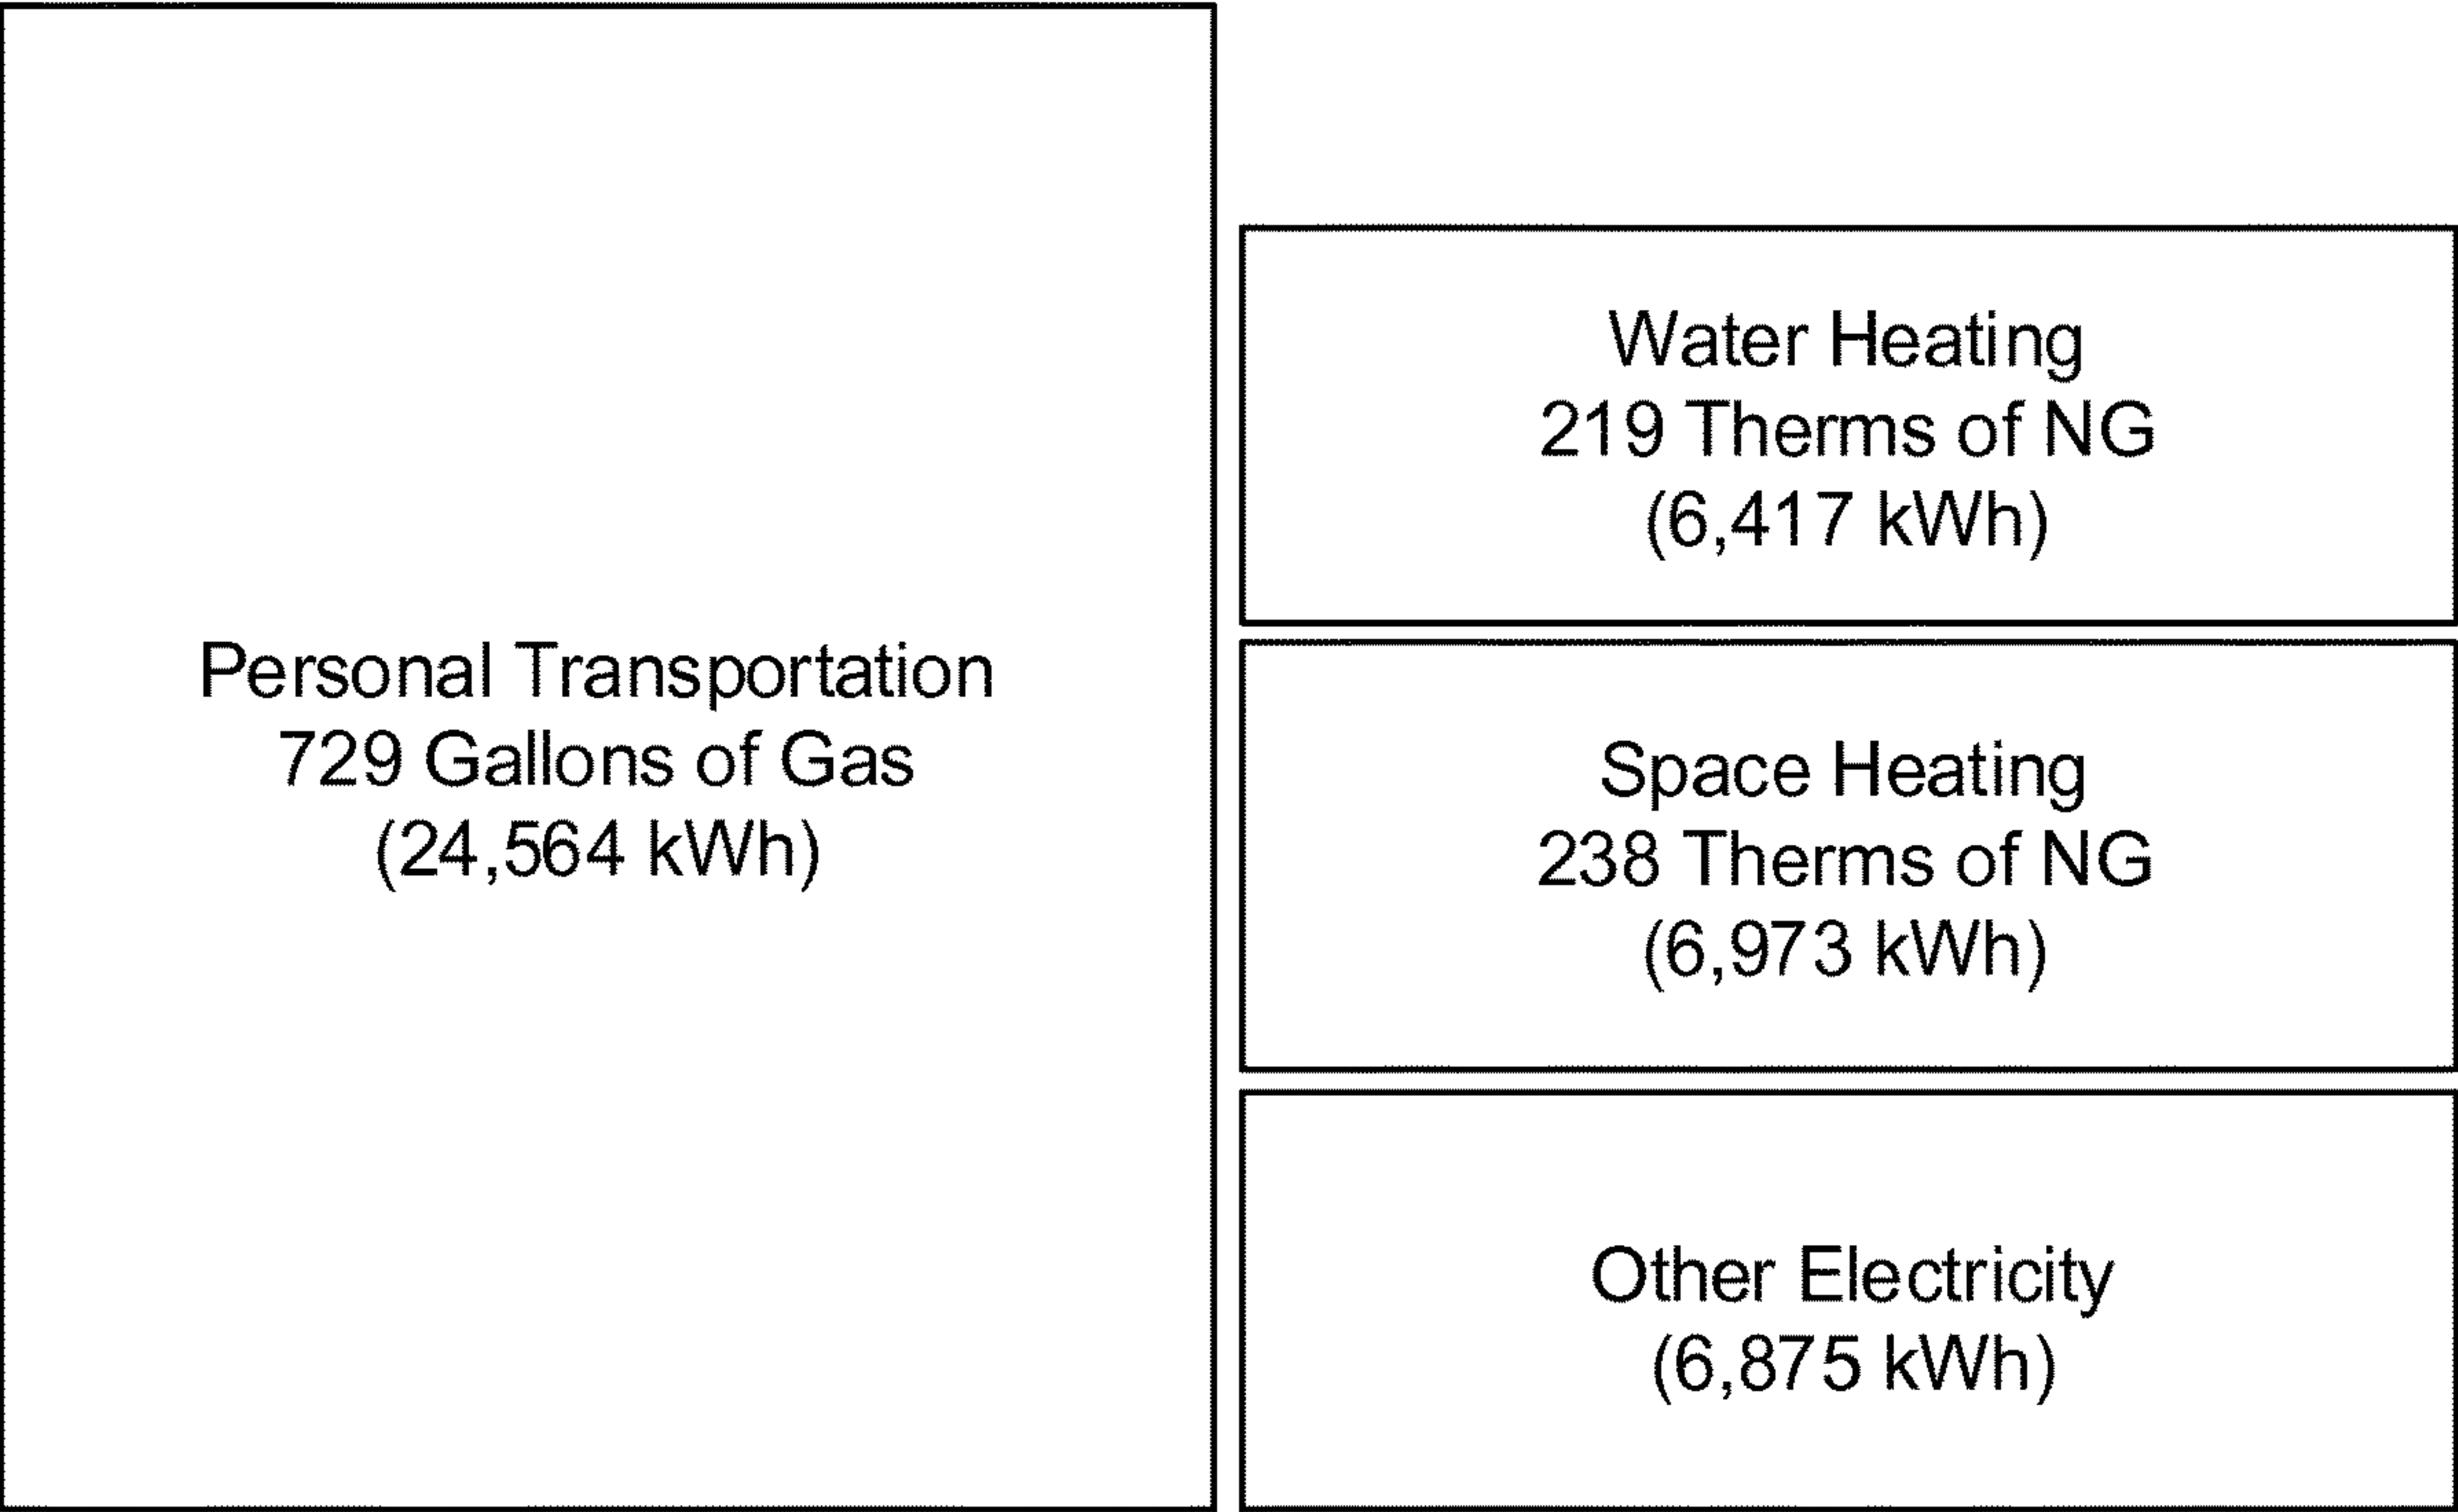 Personal Transportation
729 Gallons of Gas
(24,564 kWh)
Water Heating
219 Therms of NG
(6,417 kWh)
Space Heating
238 Therms of NG
(6,973 kWh)
Other Electricity
(6,875 kWh)